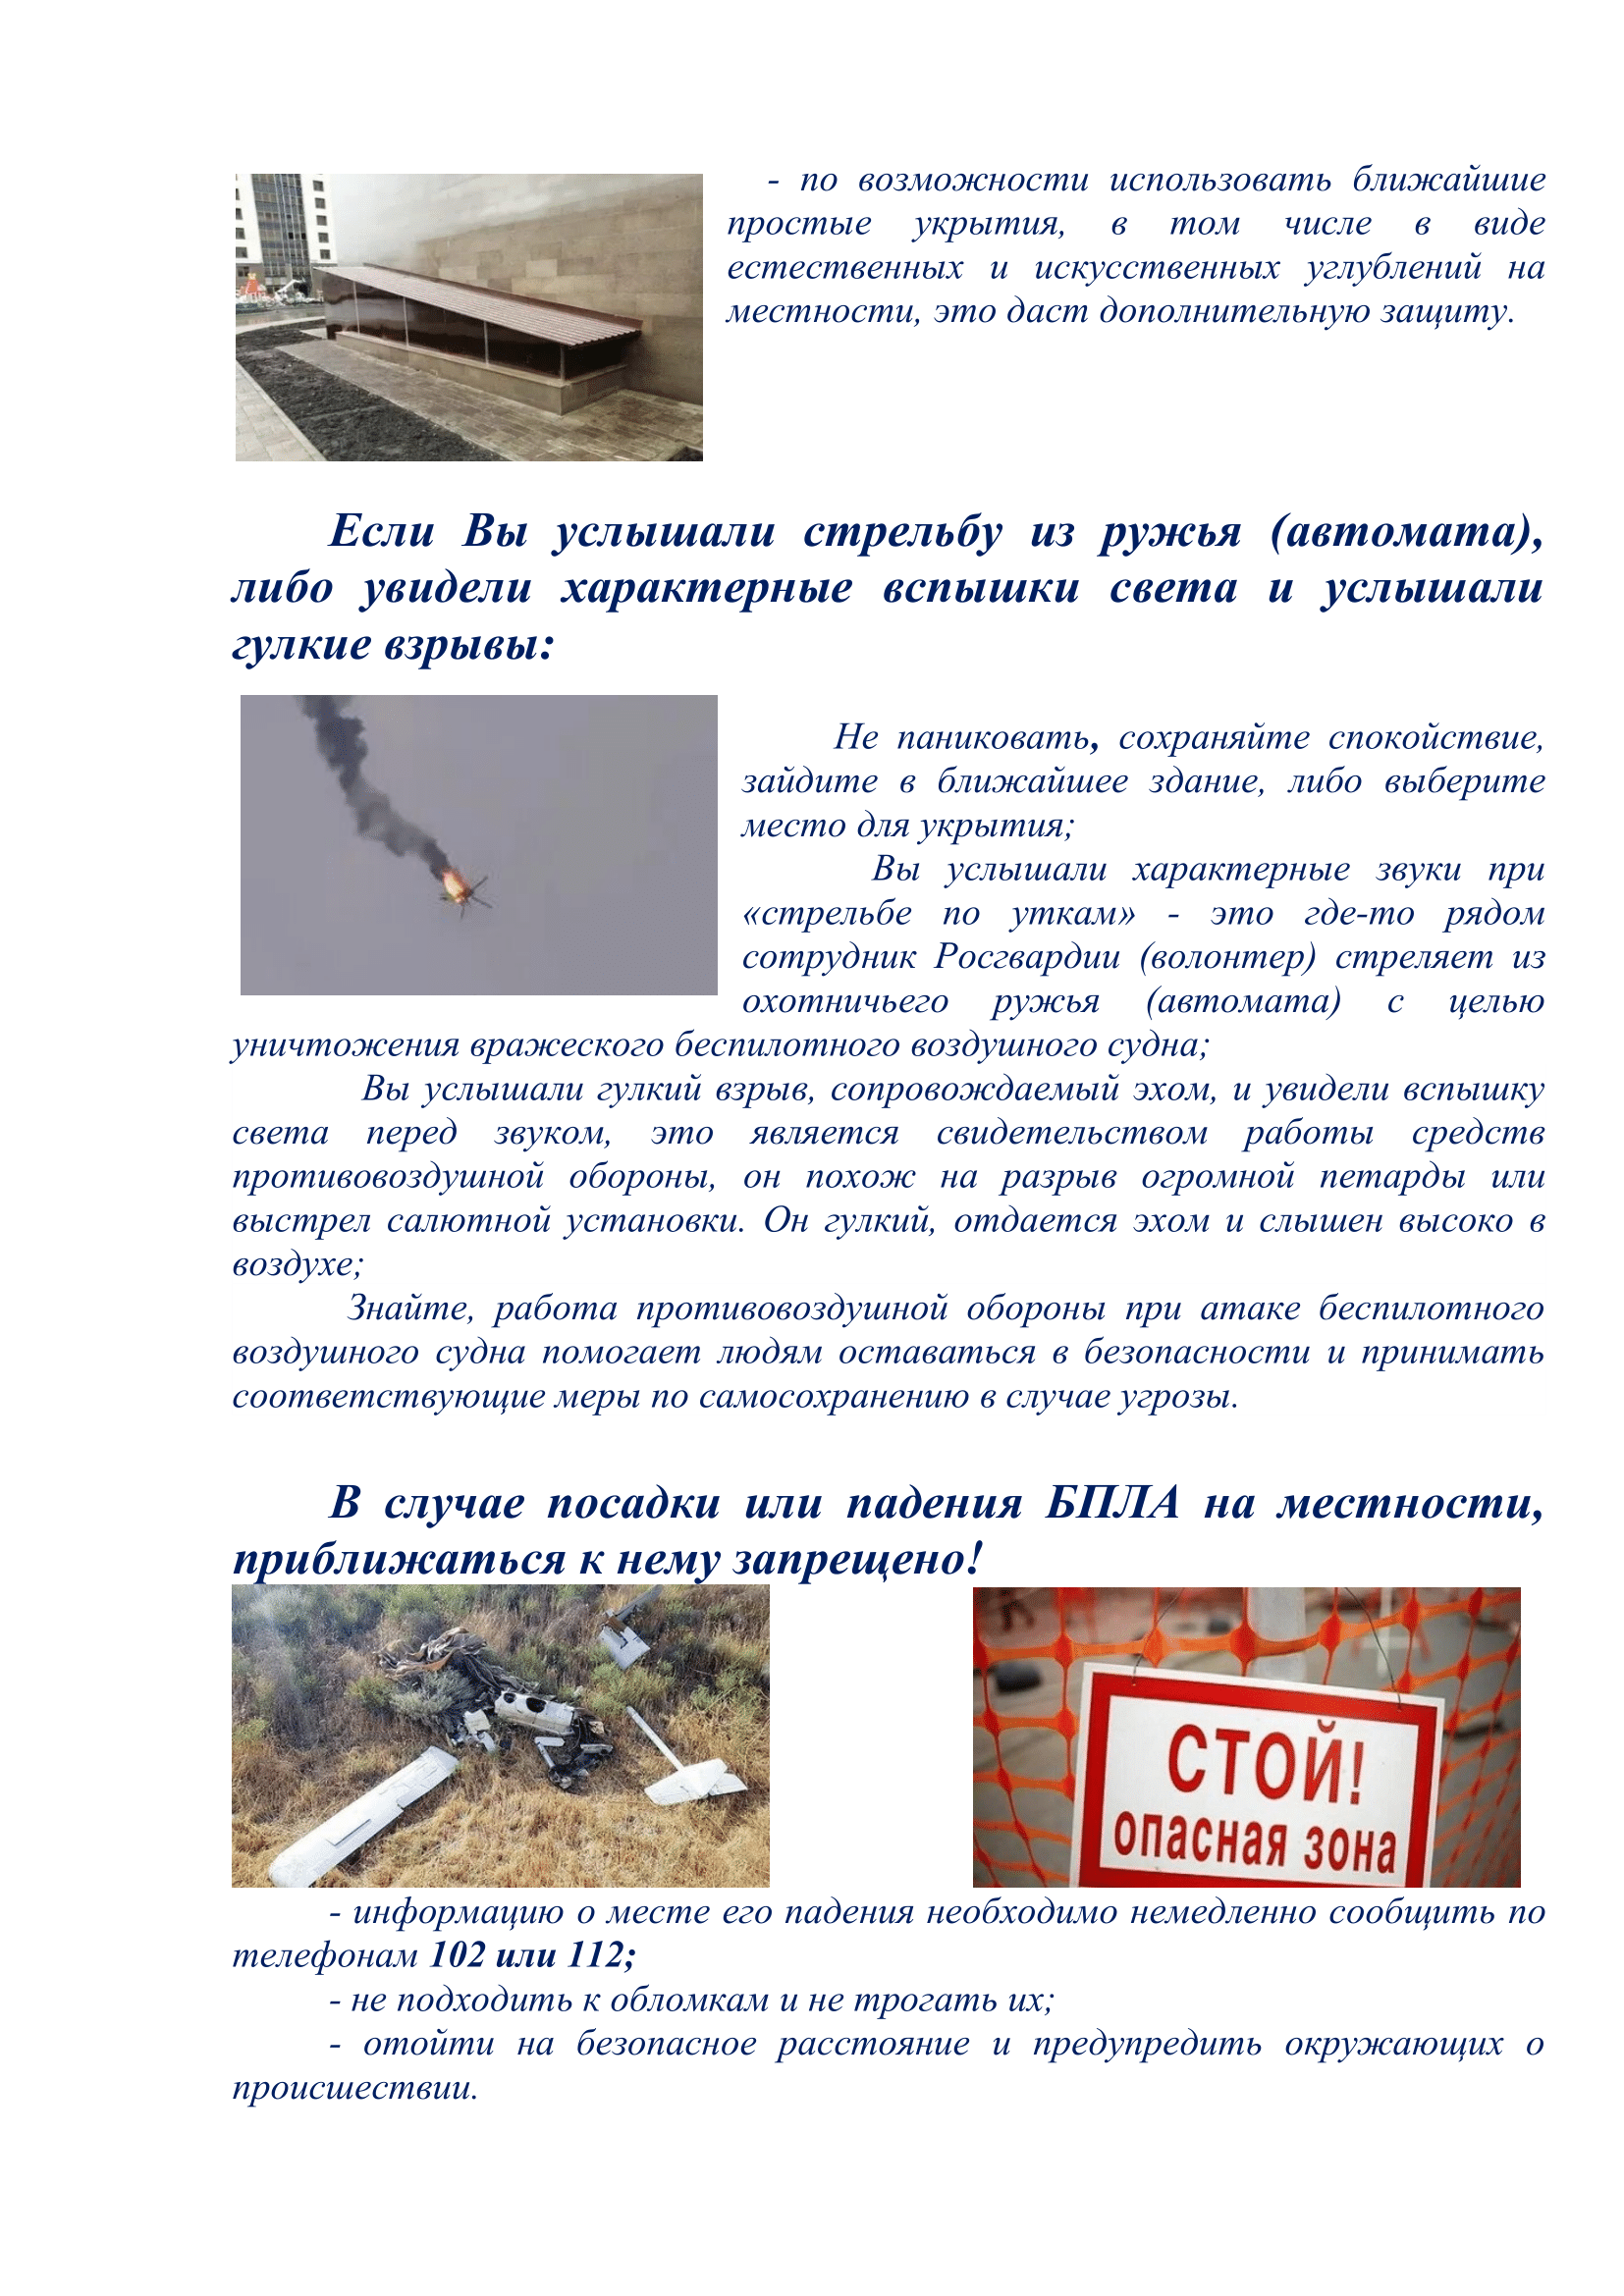 - по возможности использовать ближайшие
простые укрытия, в том числе в виде
естественных и искусственных углублений на
местности, это даст дополнительную защиту.
Если Вы услышали стрельбу из ружья (автомата),
либо увидели характерные вспышки света и услышали
гулкие взрывы:
Не паниковать, сохраняйте спокойствие,
зайдите в ближайшее здание, либо выберите
место для укрытия;
Вы услышали характерные звуки при
«стрельбе по уткам» - это где-то рядом
сотрудник Росгвардии (волонтер) стреляет из
охотничьего ружья (автомата) с целью
уничтожения вражеского беспилотного воздушного судна;
Вы услышали гулкий взрыв, сопровождаемый эхом, и увидели вспышку
света перед звуком, это является свидетельством работы средств
противовоздушной обороны, он похож на разрыв огромной петарды или
выстрел салютной установки. Он гулкий, отдается эхом и слышен высоко в
воздухе;
Знайте, работа противовоздушной обороны при атаке беспилотного
воздушного судна помогает людям оставаться в безопасности и принимать
соответствующие меры по самосохранению в случае угрозы.
В случае посадки или падения БПЛА на местности,
приближаться к нему запрещено!
СТОЙ!
опасная зона
- информацию о месте его падения необходимо немедленно сообщить по
телефонам 102 или 112;
- не подходить к обломкам и не трогать их;
- отойти на безопасное расстояние и предупредить окружающих о
происшествии.